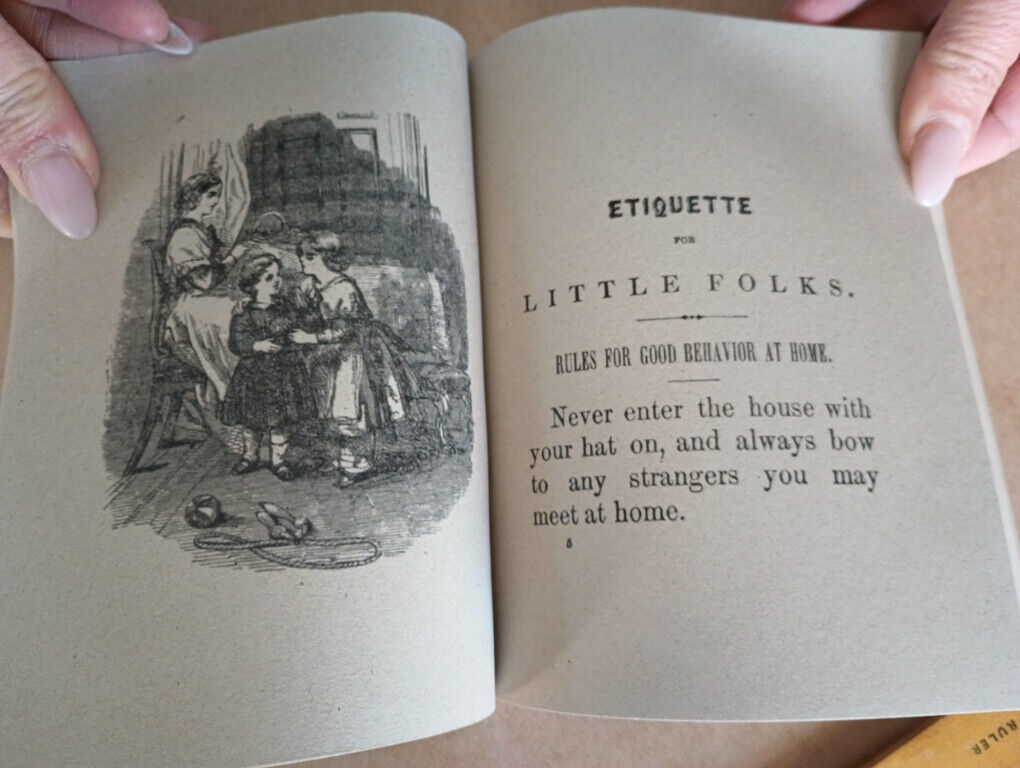 ETIQUETTE
FOR
LITTLE FOLKS.
RULES FOR GOOD BEHAVIOR AT HOME.
Never enter the house with
your hat on, and always bow
to any strangers you may
meet at home.
RULER